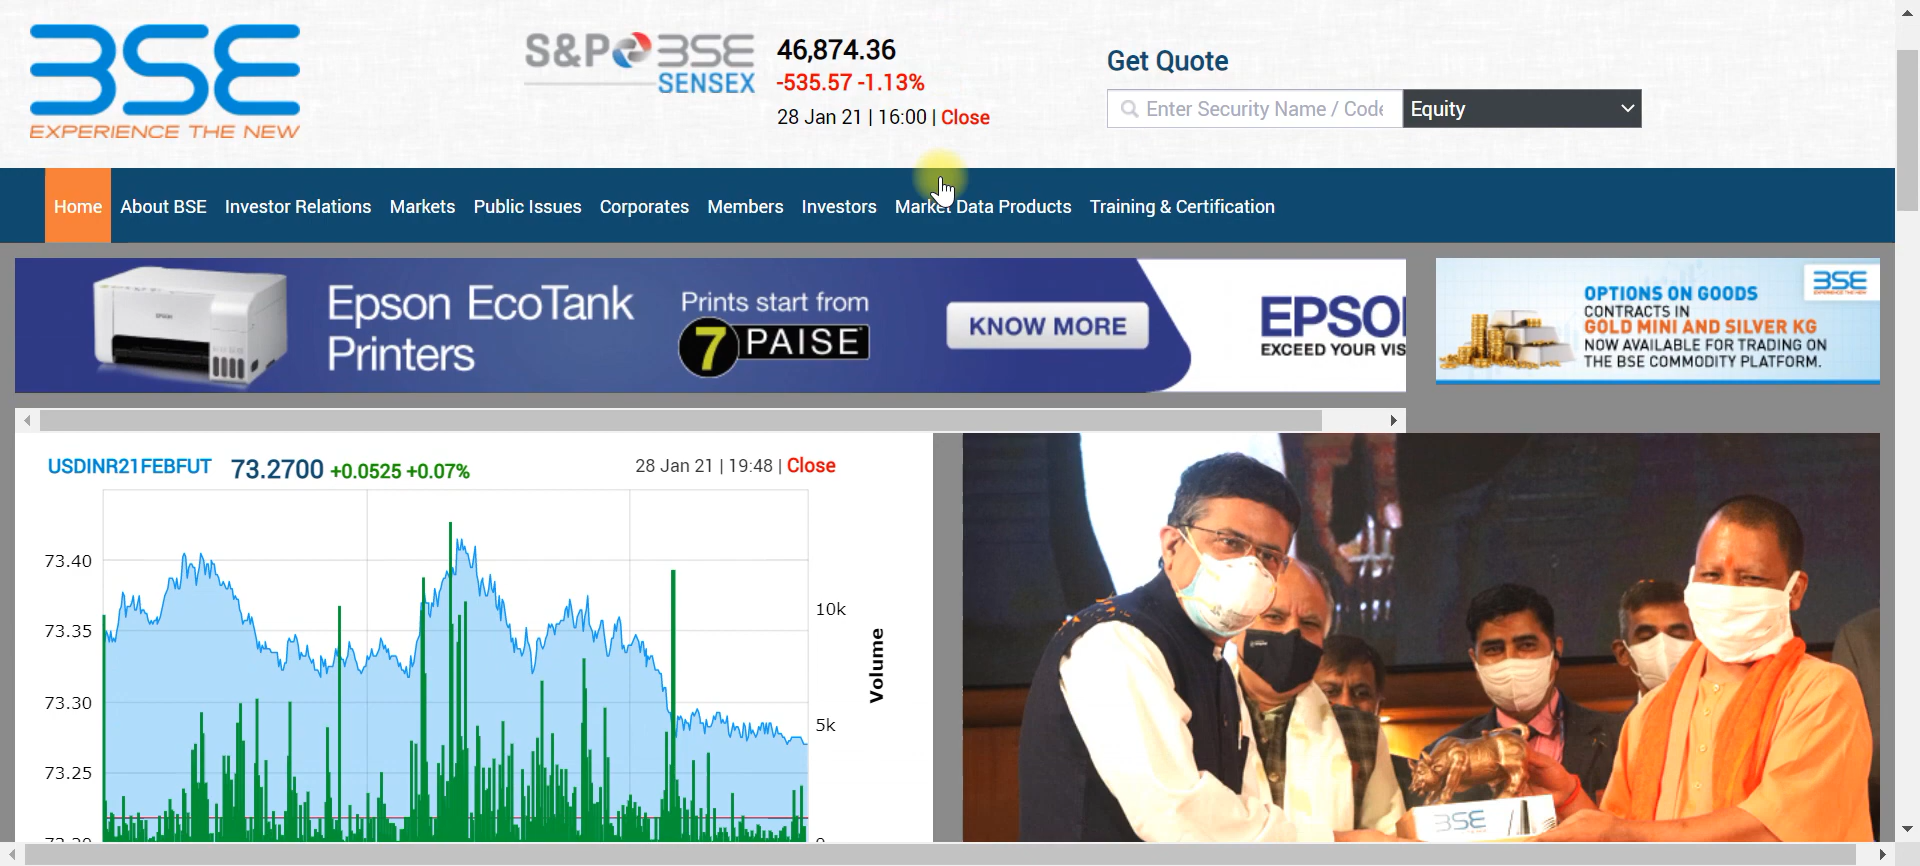 BSE
EXPERIENCE THE NEW
S&P BSE
SENSEX
46,874.36
-535.57 -1.13%
28 Jan 21 | 16:00 | Close
Get Quote
Enter Security Name / Code
Equity
Home About BSE Investor Relations Markets Public Issues Corporates Members Investors Market Data Products Training & Certification
Epson EcoTank
Printers
Prints start from
7 PAISE
KNOW MORE
EPSO
EXCEED YOUR VIS
BSE
OPTIONS ON GOODS
CONTRACTS IN
GOLD MINI AND SILVER KG
NOW AVAILABLE FOR TRADING ON
THE BSE COMMODITY PLATFORM.
USDINR21FEBFUT 73.2700 +0.0525 +0.07%
28 Jan 21 | 19:48 | Close
73.40
73.35
73.30
73.25
10k
5k
Volume
BSE